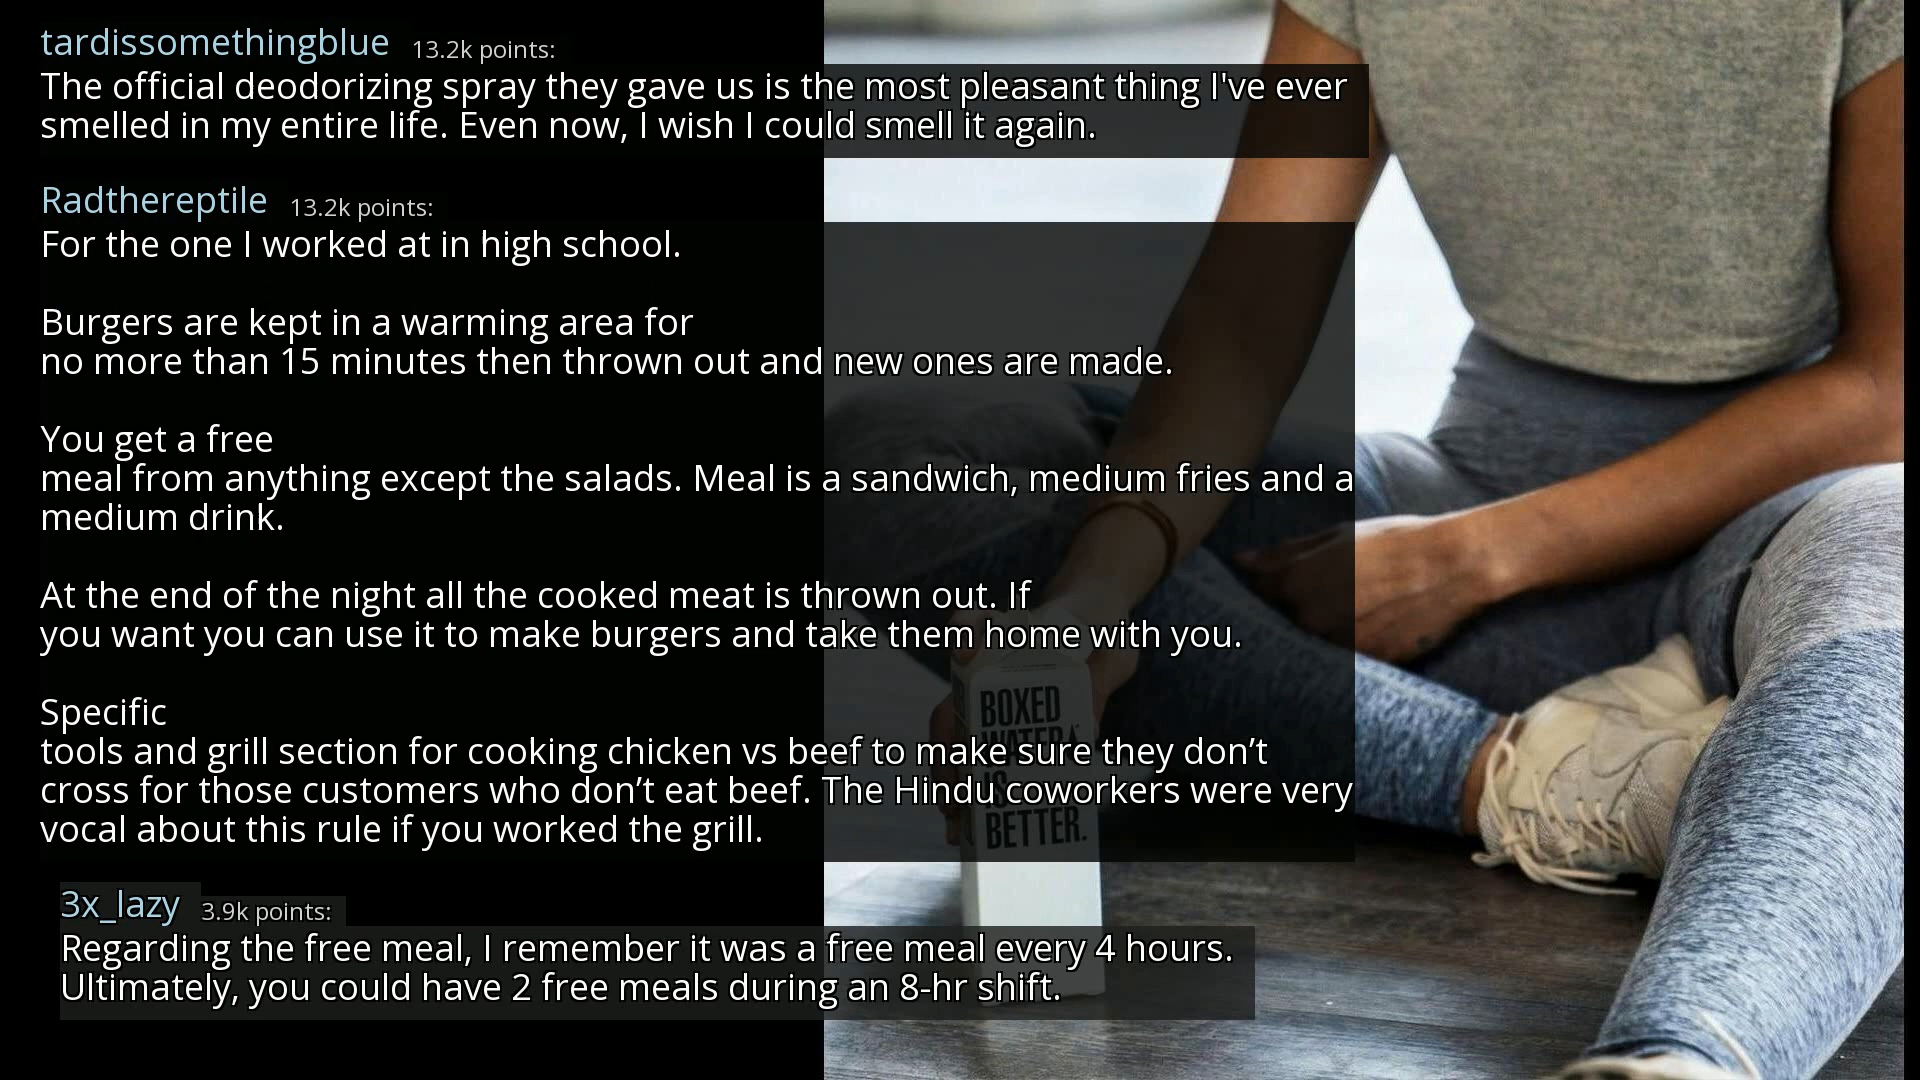 tardissomethingblue 13.2k points:
The official deodorizing spray they gave us is the most pleasant thing I've ever
smelled in my entire life. Even now, I wish I could smell it again.
Radthereptile 13.2k points:
For the one I worked at in high school.
Burgers are kept in a warming area for
no more than 15 minutes then thrown out and new ones are made.
You get a free
meal from anything except the salads. Meal is a sandwich, medium fries and a
medium drink.
At the end of the night all the cooked meat is thrown out. If
you want you can use it to make burgers and take them home with you.
Specific
tools and grill section for cooking chicken vs beef to make sure they don’t
cross for those customers who don’t eat beef. The Hindu coworkers were very
vocal about this rule if you worked the grill.
3x_lazy 3.9k points:
Regarding the free meal, I remember it was a free meal every 4 hours.
Ultimately, you could have 2 free meals during an 8-hr shift.
BOXED
WATER
IS
BETTER.